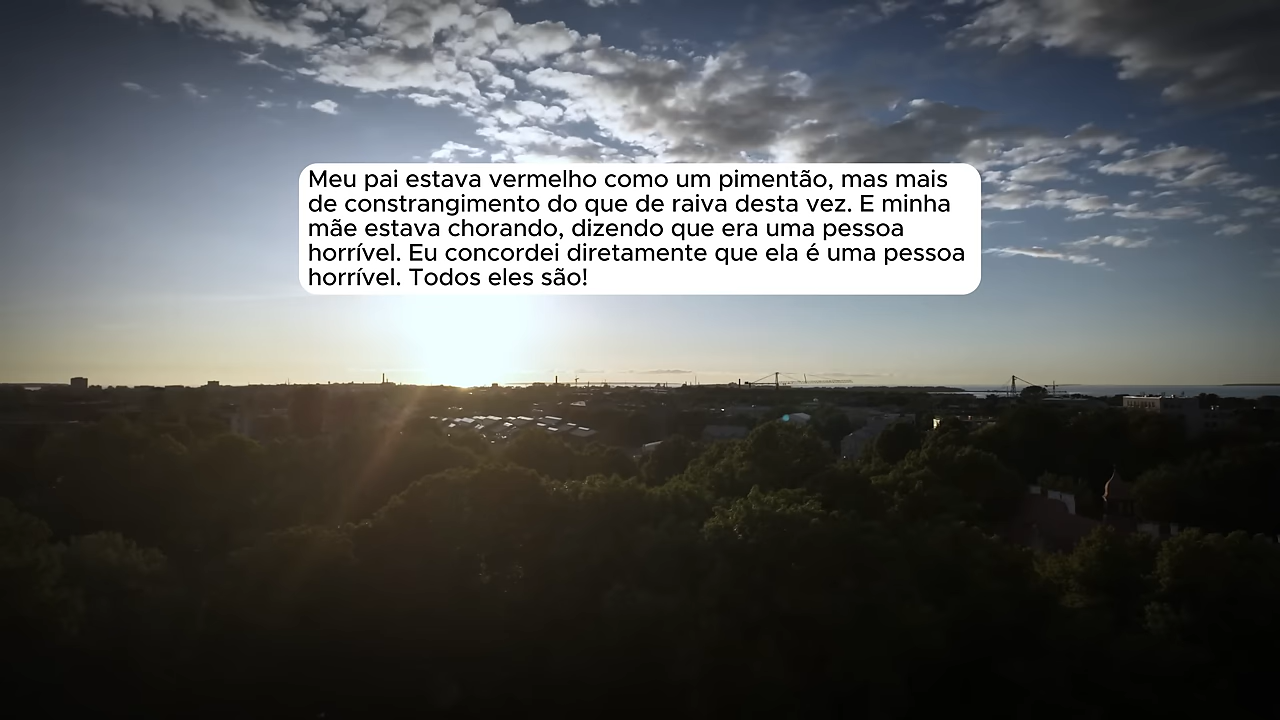 Meu pai estava vermelho como um pimentão, mas mais
de constrangimento do que de raiva desta vez. E minha
mãe estava chorando, dizendo que era uma pessoa
horrível. Eu concordei diretamente que ela é uma pessoa
horrível. Todos eles são!